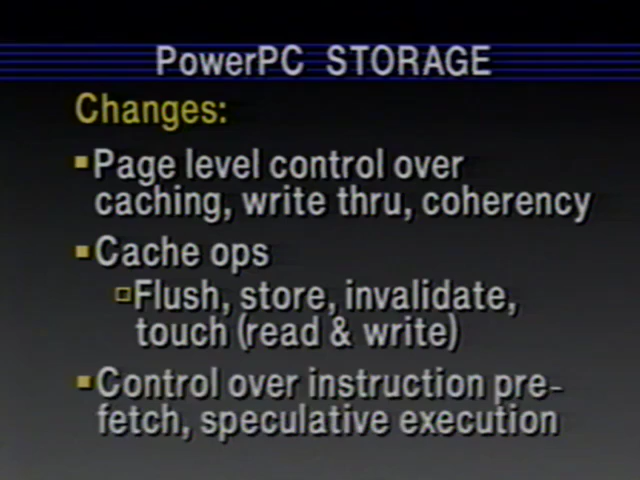 PowerPC STORAGE
Changes:
▪Page level control over
caching, write thru, coherency
▪Cache ops
▫Flush, store, invalidate,
touch (read & write)
▪Control over instruction pre-
fetch, speculative execution